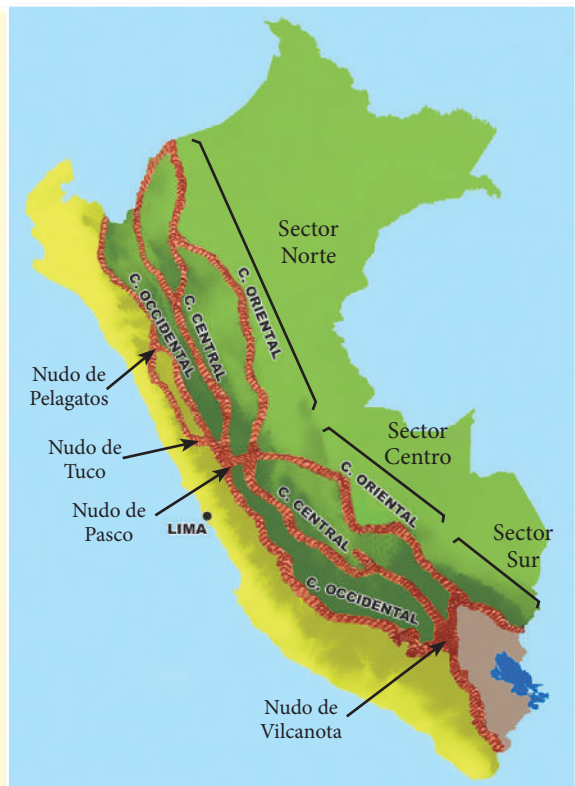 Sector
Norte
C. ORIENTAL
C. CENTRAL
C. OCCIDENTAL
Nudo de
Pelagatos
Nudo de
Tuco
Nudo de
Pasco
LIMA
Sector
Centro
C. ORIENTAL
C. CENTRAL
C. OCCIDENTAL
Sector
Sur
Nudo de
Vilcanota